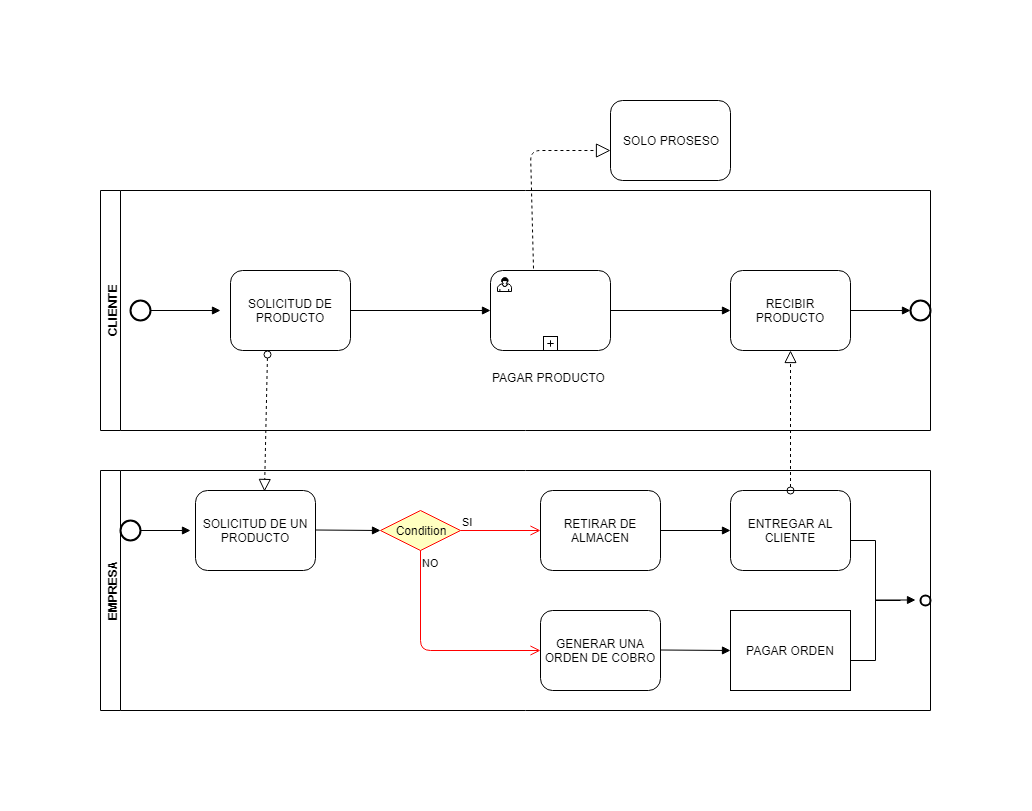 SOLO PROSESO
CLIENTE
SOLICITUD DE
PRODUCTO
PAGAR PRODUCTO
RECIBIR
PRODUCTO
EMPRESA
SOLICITUD DE UN
PRODUCTO
Condition
SI
NO
RETIRAR DE
ALMACEN
ENTREGAR AL
CLIENTE
GENERAR UNA
ORDEN DE COBRO
PAGAR ORDEN